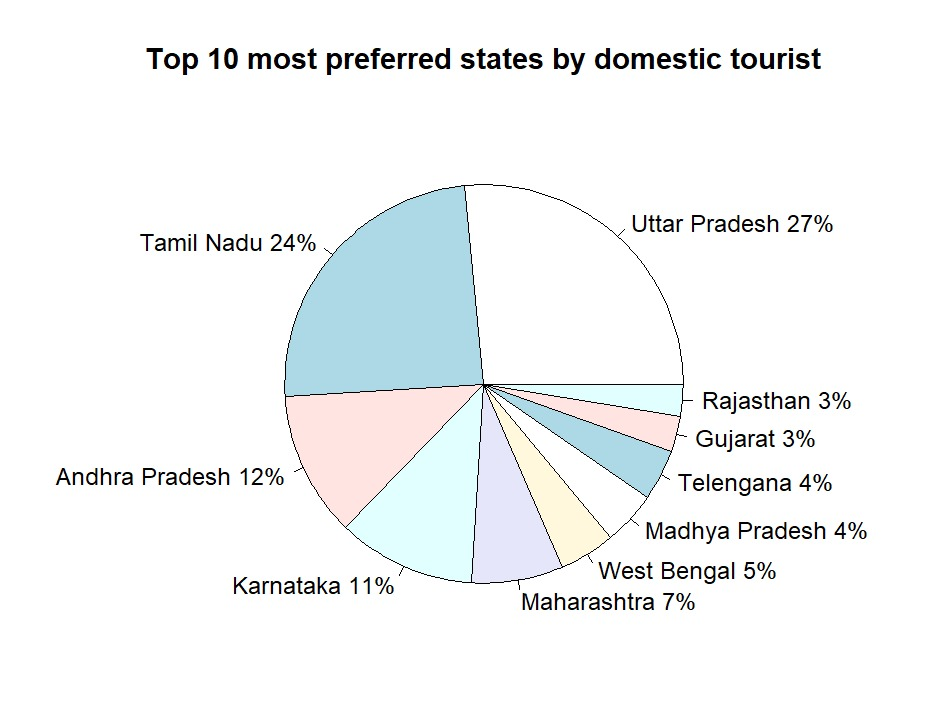 Top 10 most preferred states by domestic tourist
Uttar Pradesh 27%
Tamil Nadu 24%
Andhra Pradesh 12%
Karnataka 11%
Maharashtra 7%
West Bengal 5%
Madhya Pradesh 4%
Telengana 4%
Gujarat 3%
Rajasthan 3%